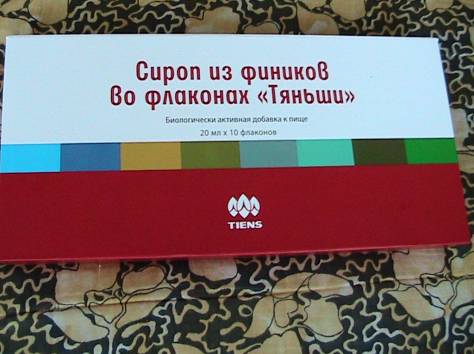 Сироп из фиников
во флаконах «Тяньши»
Биологически активная добавка к пище
20 мл х 10 флаконов
TIENS